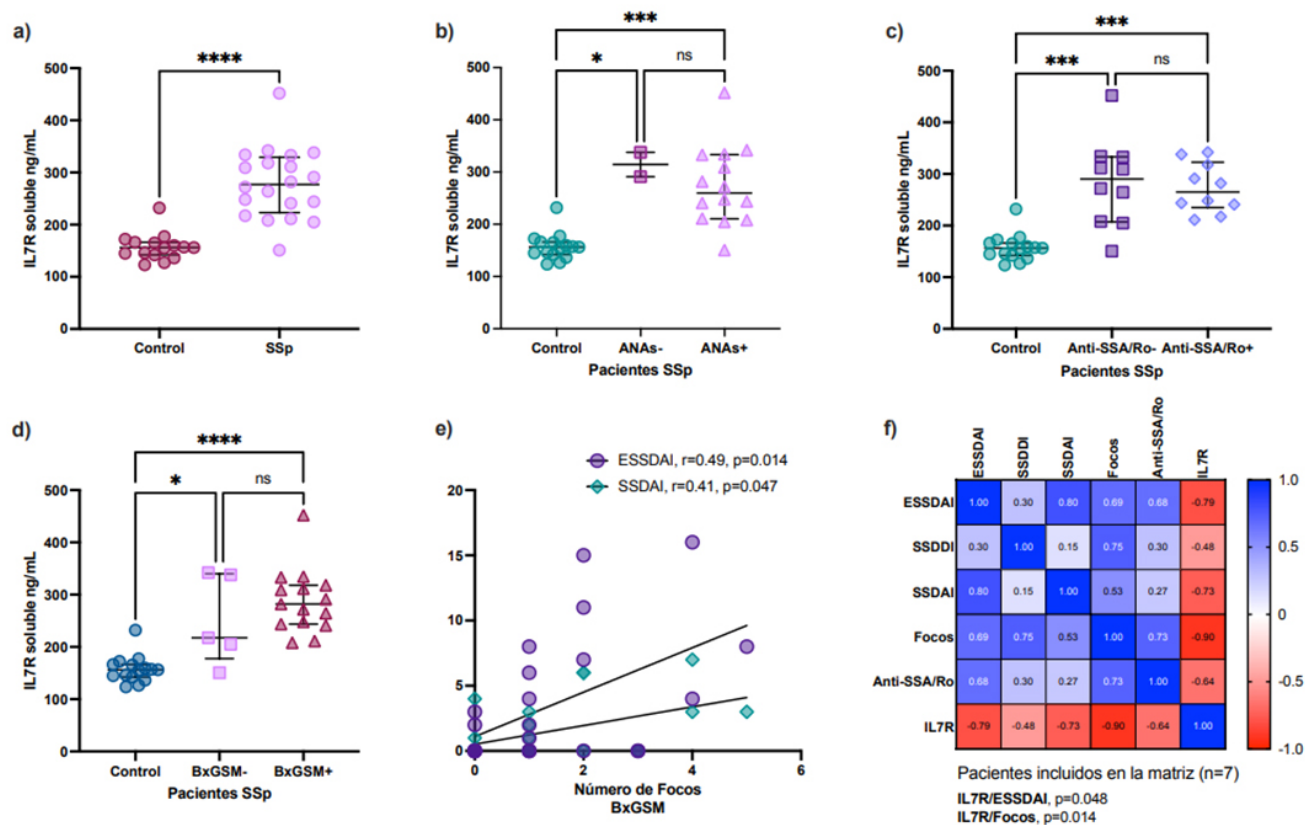 a)
****
IL7R soluble ng/mL
500
400
300
200
100
0
Control
SSp
b)
***
*
ns
IL7R soluble ng/mL
500
400
300
200
100
0
Control
ANAs-
ANAs+
Pacientes SSp
c)
***
***
ns
IL7R soluble ng/mL
500
400
300
200
100
0
Control
Anti-SSA/Ro-
Anti-SSA/Ro+
Pacientes SSp
d)
****
*
ns
IL7R soluble ng/mL
500
400
300
200
100
0
Control
BxGSM-
BxGSM+
Pacientes SSp
e)
ESSDAI, r=0.49, p=0.014
SSDAI, r=0.41, p=0.047
20
15
10
5
0
0
2
4
6
Número de Focos
BxGSM
f)
ESSDAI
SSDDI
SSDAI
Focos
Anti-SSA/Ro
IL7R
ESSDAI 1.00 0.30 0.80 0.69 0.68 -0.79
SSDDI 0.30 1.00 0.15 0.75 0.30 -0.48
SSDAI 0.80 0.15 1.00 0.53 0.27 -0.73
Focos 0.69 0.75 0.53 1.00 0.73 -0.90
Anti-SSA/Ro 0.68 0.30 0.27 0.73 1.00 -0.64
IL7R -0.79 -0.48 -0.73 -0.90 -0.64 1.00
1.0
0.5
0
-0.5
-1.0
Pacientes incluidos en la matriz (n=7)
IL7R/ESSDAI, p=0.048
IL7R/Focos, p=0.014